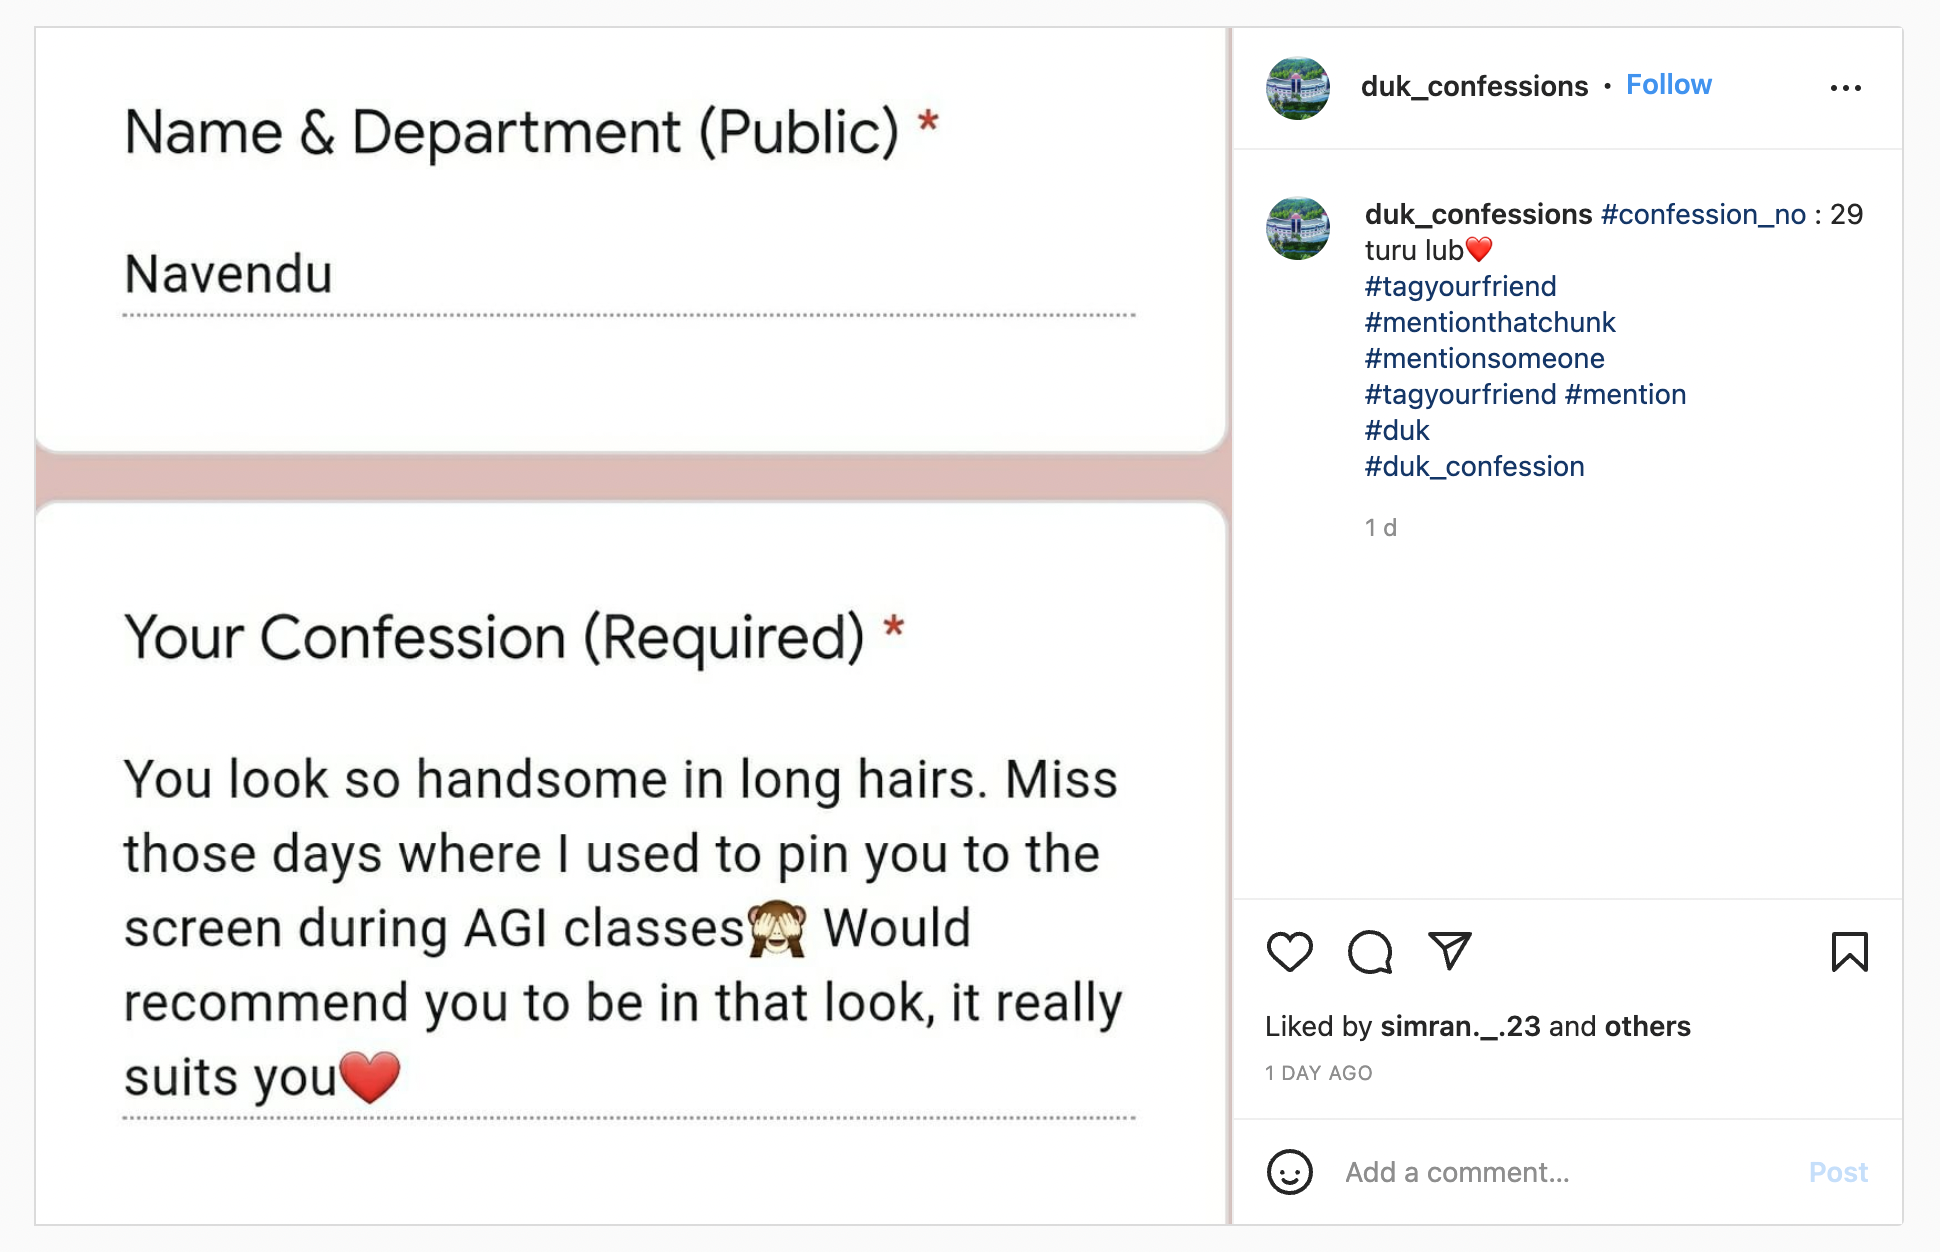 Name & Department (Public) *
Navendu
Your Confession (Required) *
You look so handsome in long hairs. Miss
those days where I used to pin you to the
screen during AGI classes🙈 Would
recommend you to be in that look, it really
suits you❤️
duk_confessions • Follow
duk_confessions #confession_no : 29
turu lub❤️
#tagyourfriend
#mentionthatchunk
#mentionsomeone
#tagyourfriend #mention
#duk
#duk_confession
1 d
Liked by simran._.23 and others
1 DAY AGO
Add a comment...
Post